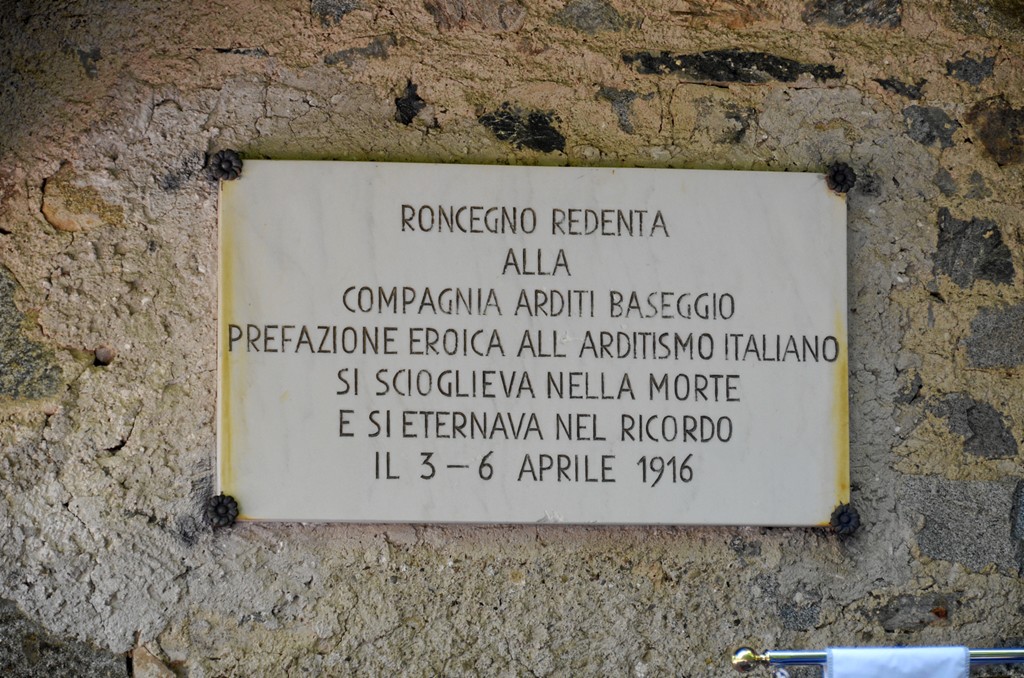 RONCEGNO REDENTA
ALLA
COMPAGNIA ARDITI BASEGGIO
PREFAZIONE EROICA ALL ARDITISMO ITALIANO
SI SCIOGLIEVA NELLA MORTE
E SI ETERNAVA NEL RICORDO
IL 3 – 6 APRILE 1916